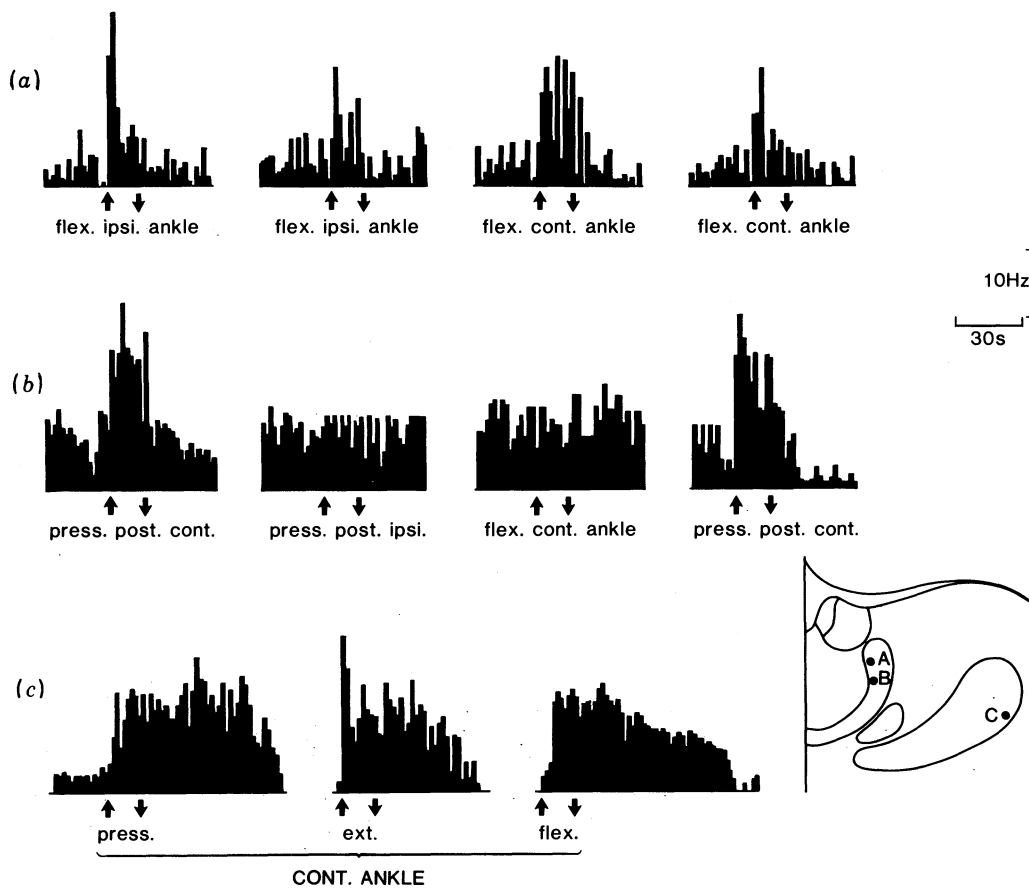 (a)
flex. ipsi. ankle flex. ipsi. ankle flex. cont. ankle flex. cont. ankle
10Hz
30s
(b)
press. post. cont. press. post. ipsi. flex. cont. ankle press. post. cont.
A
B
C
(c)
press. ext. flex.
CONT. ANKLE